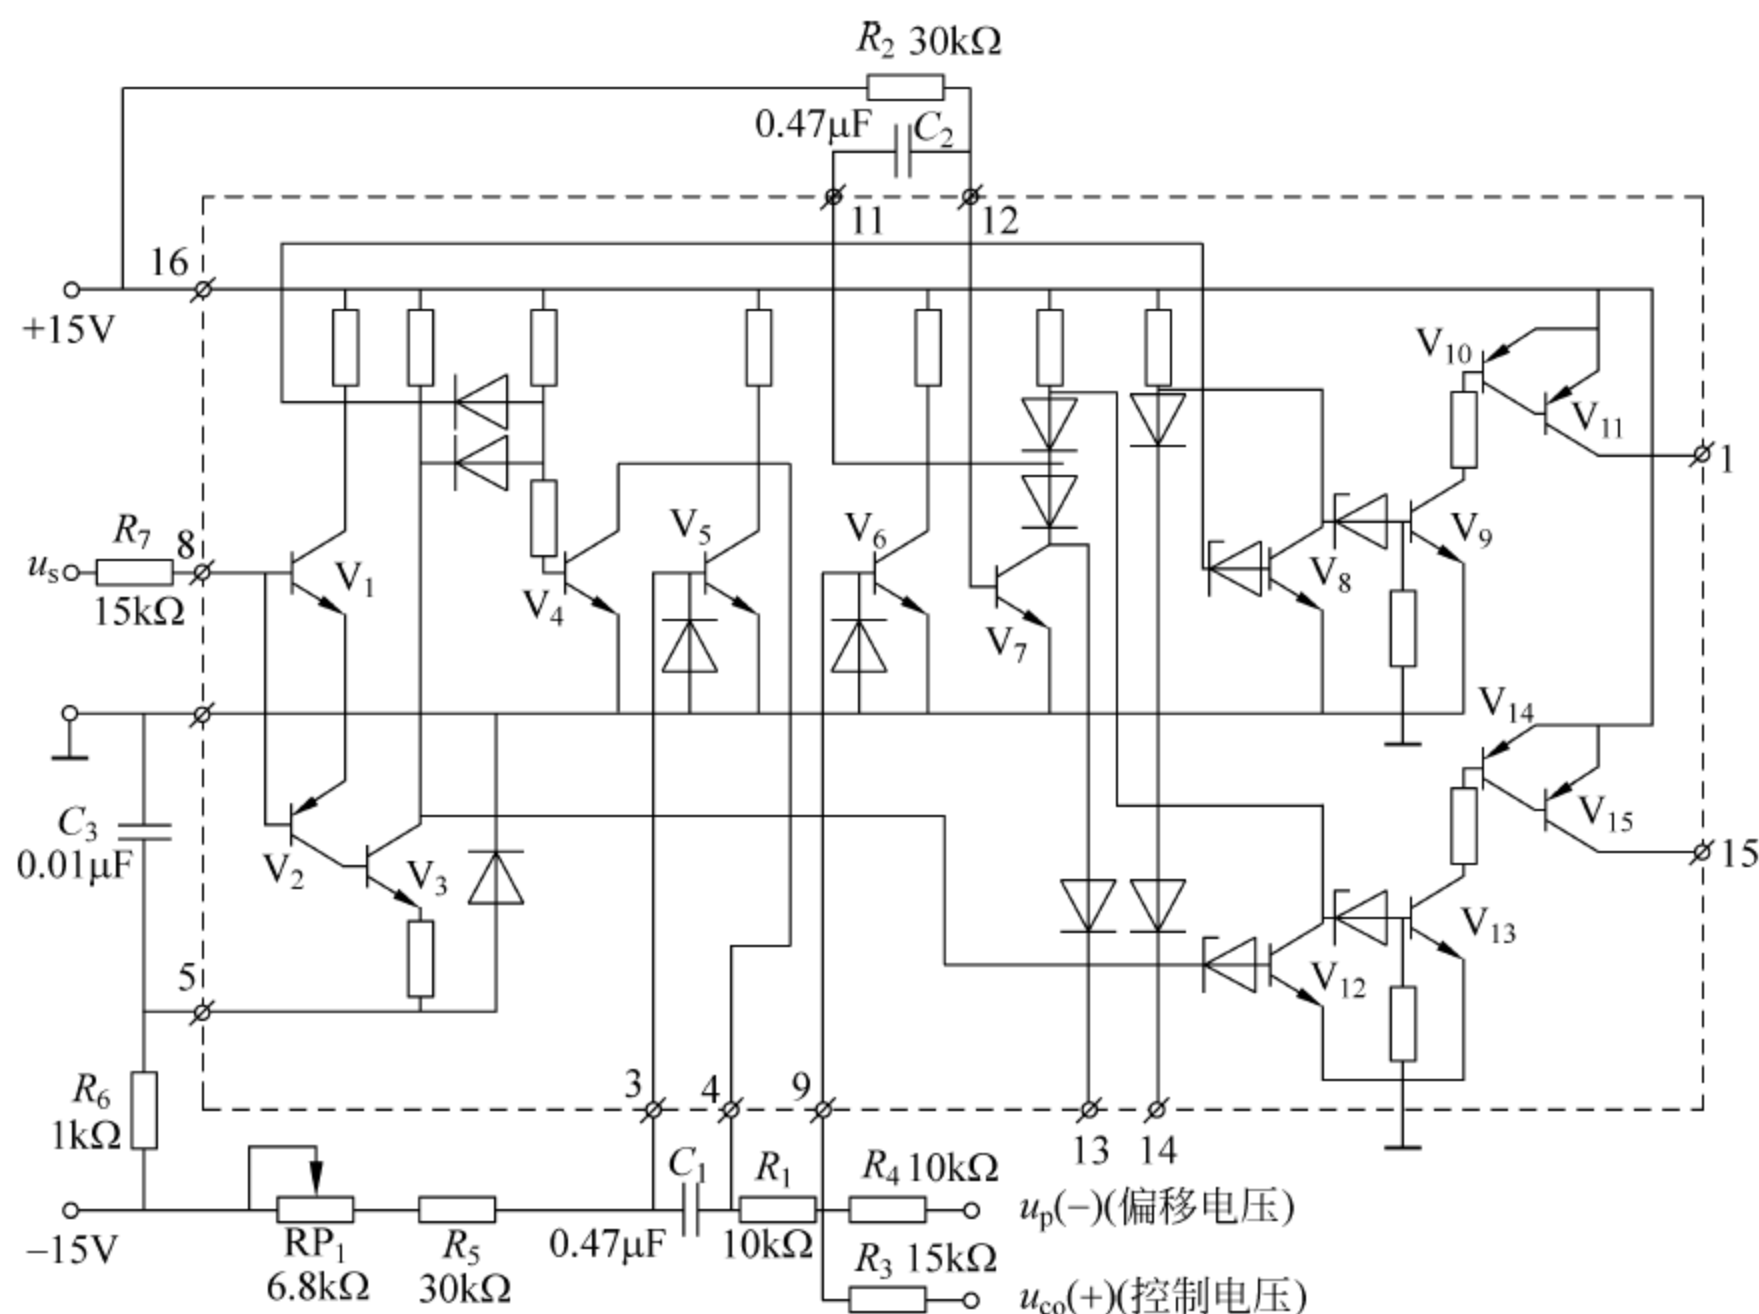 R₂ 30kΩ
0.47μF C₂
11 12
16
+15V
V₁₀
V₁₁
1
R₇ 8 V₅ V₆ V₉
uₛ V₁ V₈
15kΩ V₄ V₇
V₁₄
C₃ V₁₅ 15
0.01μF V₂ V₃
V₁₃
5 V₁₂
R₆ 3 4 9
1kΩ 13 14
C₁ R₁ R₄ 10kΩ
uₚ(−)(偏移电压)
−15V RP₁ R₅ 0.47μF 10kΩ R₃ 15kΩ
6.8kΩ 30kΩ u_co(+)(控制电压)